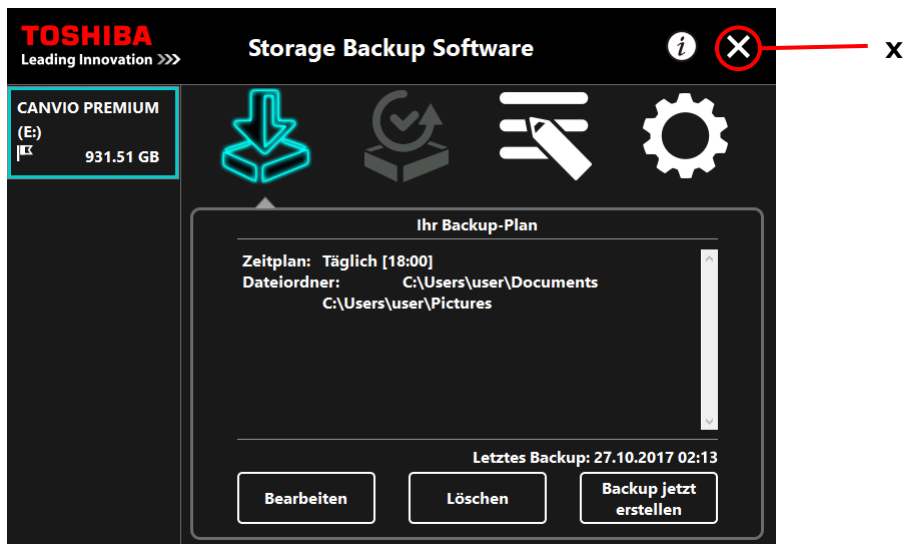 TOSHIBA
Leading Innovation >>>
Storage Backup Software
i
x
CANVIO PREMIUM
(E:)
931.51 GB
Ihr Backup-Plan
Zeitplan: Täglich [18:00]
Dateiordner: C:\Users\user\Documents
C:\Users\user\Pictures
Letztes Backup: 27.10.2017 02:13
Bearbeiten
Löschen
Backup jetzt
erstellen